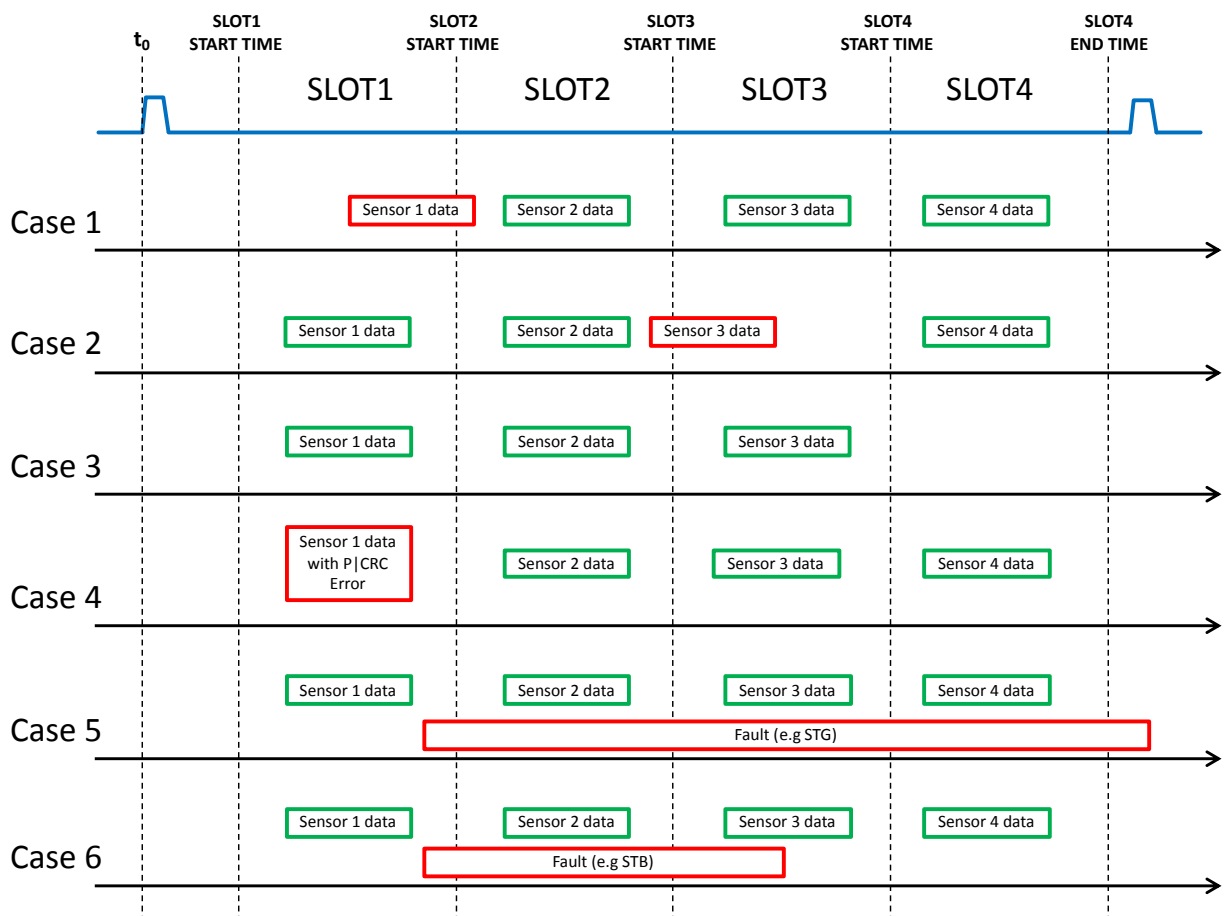 t0
SLOT1
START TIME
SLOT2
START TIME
SLOT3
START TIME
SLOT4
START TIME
SLOT4
END TIME
SLOT1
SLOT2
SLOT3
SLOT4
Case 1
Sensor 1 data
Sensor 2 data
Sensor 3 data
Sensor 4 data
Case 2
Sensor 1 data
Sensor 2 data
Sensor 3 data
Sensor 4 data
Case 3
Sensor 1 data
Sensor 2 data
Sensor 3 data
Case 4
Sensor 1 data
with P|CRC
Error
Sensor 2 data
Sensor 3 data
Sensor 4 data
Case 5
Sensor 1 data
Sensor 2 data
Sensor 3 data
Sensor 4 data
Fault (e.g STG)
Case 6
Sensor 1 data
Sensor 2 data
Sensor 3 data
Sensor 4 data
Fault (e.g STB)